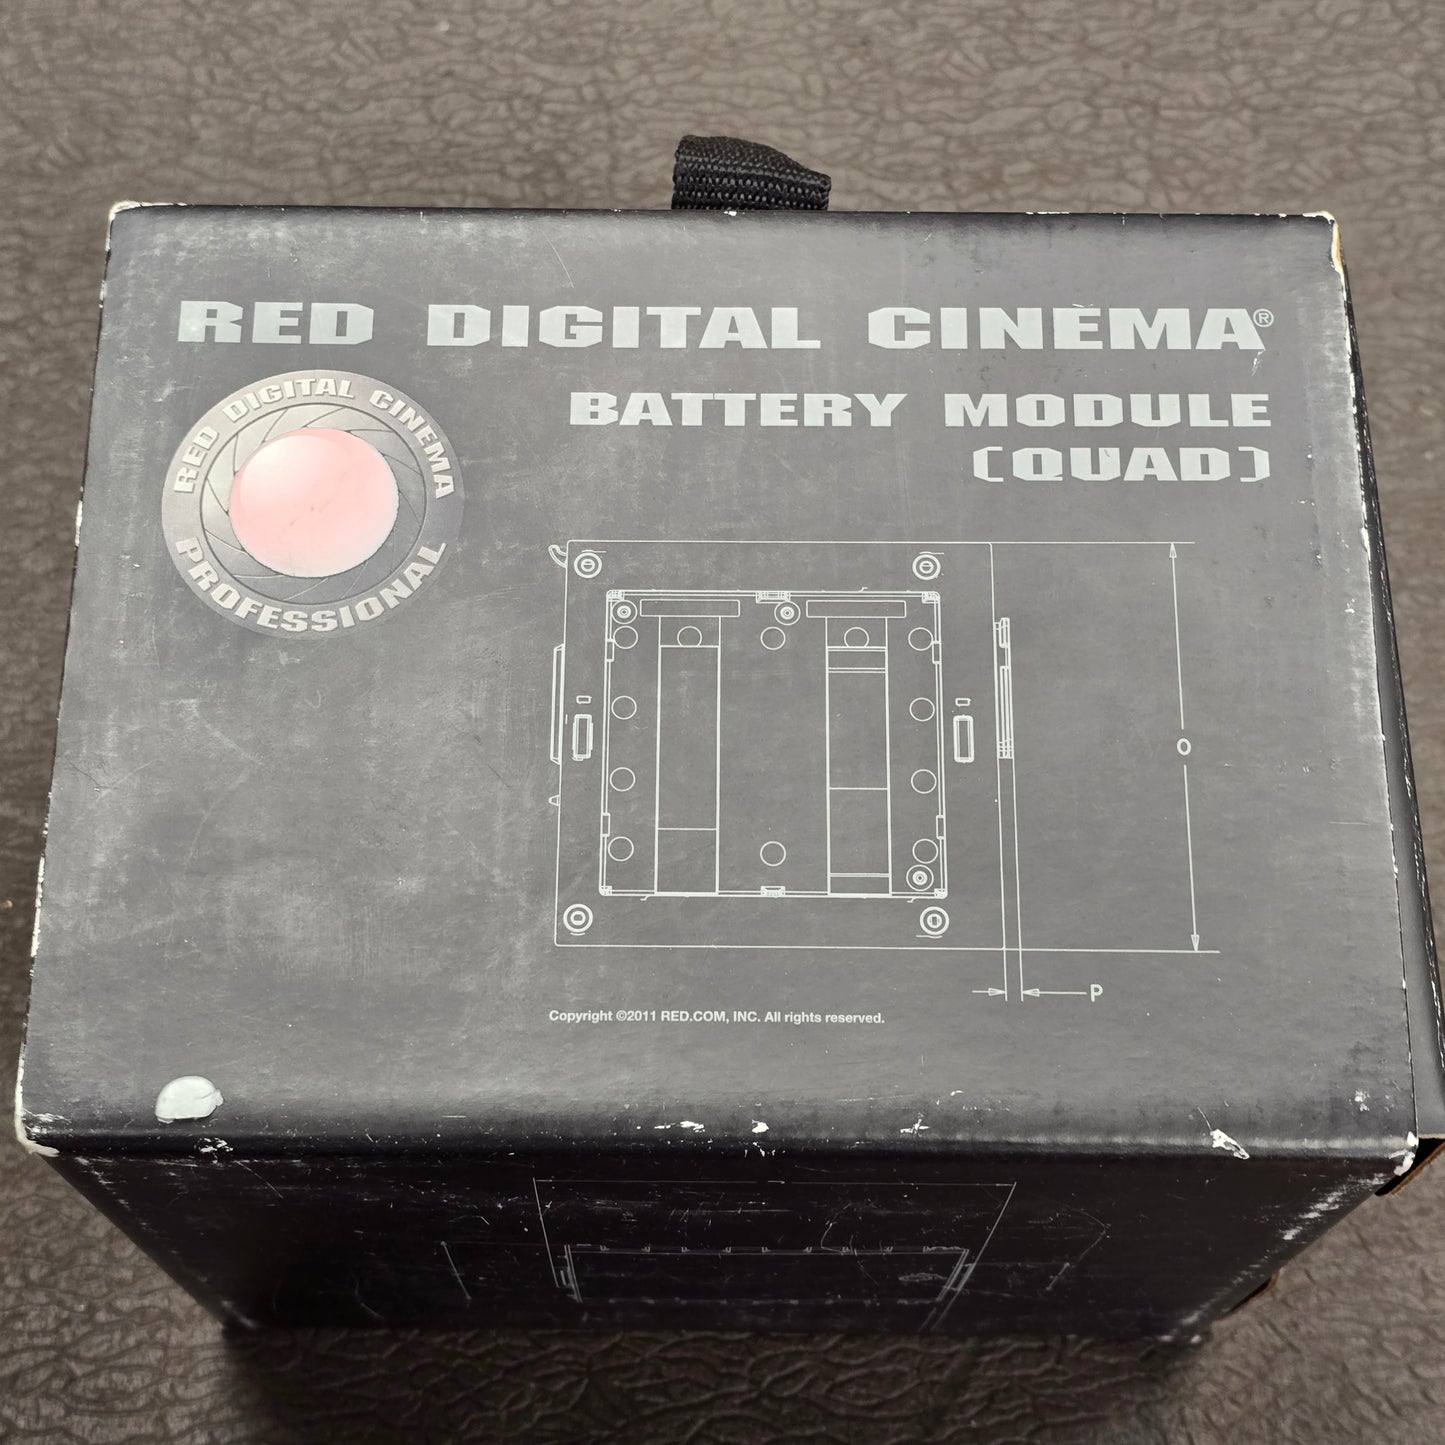 RED DIGITAL CINEMA®
BATTERY MODULE
[QUAD]
RED DIGITAL CINEMA
PROFESSIONAL
O
P
Copyright ©2011 RED.COM, INC. All rights reserved.